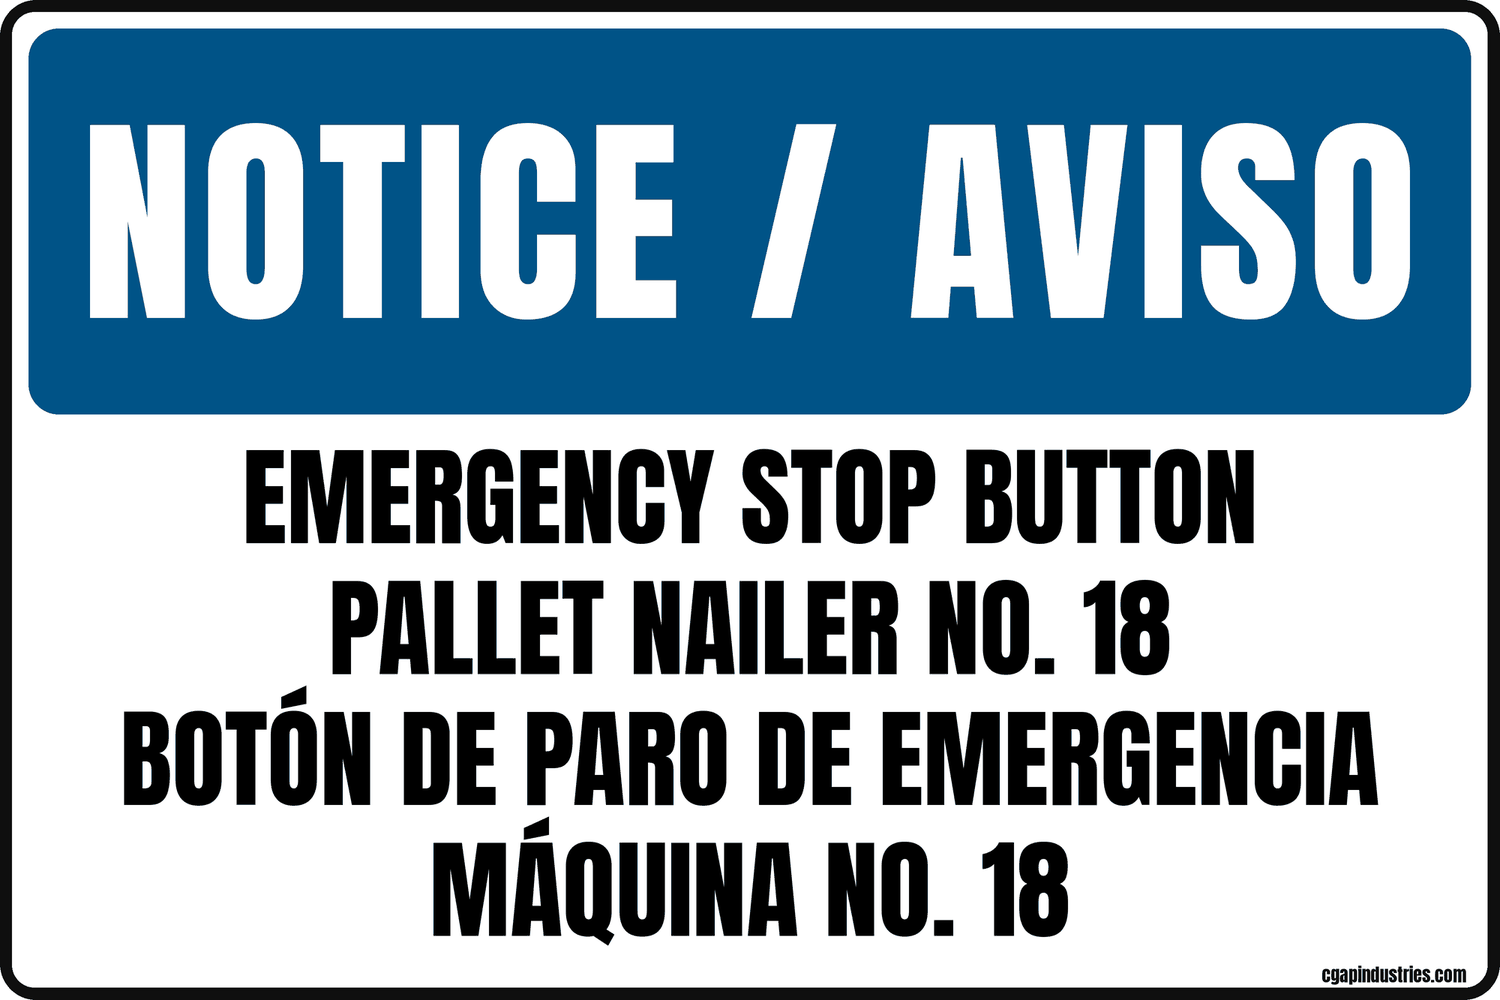 NOTICE / AVISO
EMERGENCY STOP BUTTON
PALLET NAILER NO. 18
BOTÓN DE PARO DE EMERGENCIA
MÁQUINA NO. 18
cgapindustries.com